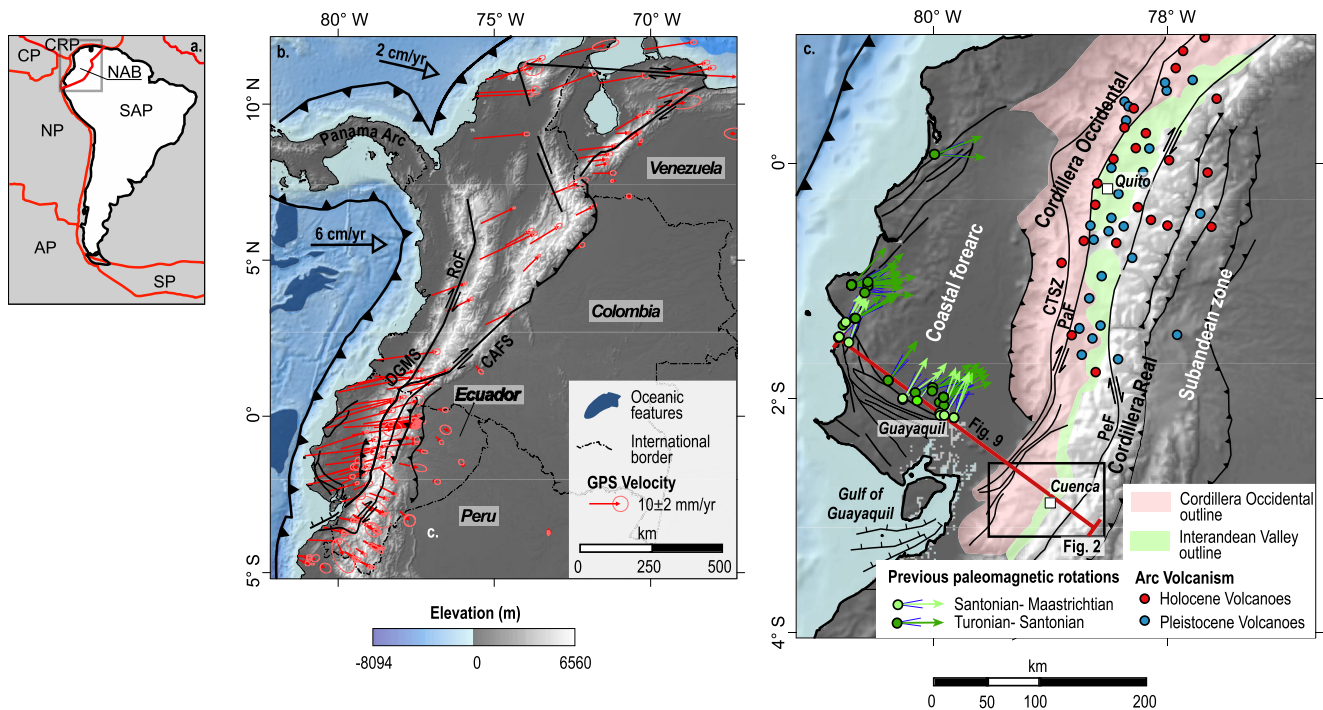 a.
CRP
CP
NAB
SAP
NP
AP
SP
80° W
75° W
70° W
b.
2 cm/yr
10° N
Panama Arc
Venezuela
6 cm/yr
5° N
RoF
Colombia
DGMS
CAFS
Ecuador
0°
Peru
c.
5° S
Oceanic
features
International
border
GPS Velocity
10±2 mm/yr
km
0
250
500
Elevation (m)
-8094
0
6560
80° W
78° W
c.
Cordillera Occidental
0°
Quito
Coastal forearc
CTSZ
PaF
Subandean zone
2° S
PeF
Cordillera Real
Guayaquil
Fig. 9
Gulf of
Guayaquil
Cuenca
Fig. 2
Cordillera Occidental
outline
Interandean Valley
outline
Previous paleomagnetic rotations
Santonian- Maastrichtian
Turonian- Santonian
Arc Volcanism
Holocene Volcanoes
Pleistocene Volcanoes
4° S
km
0
50
100
200